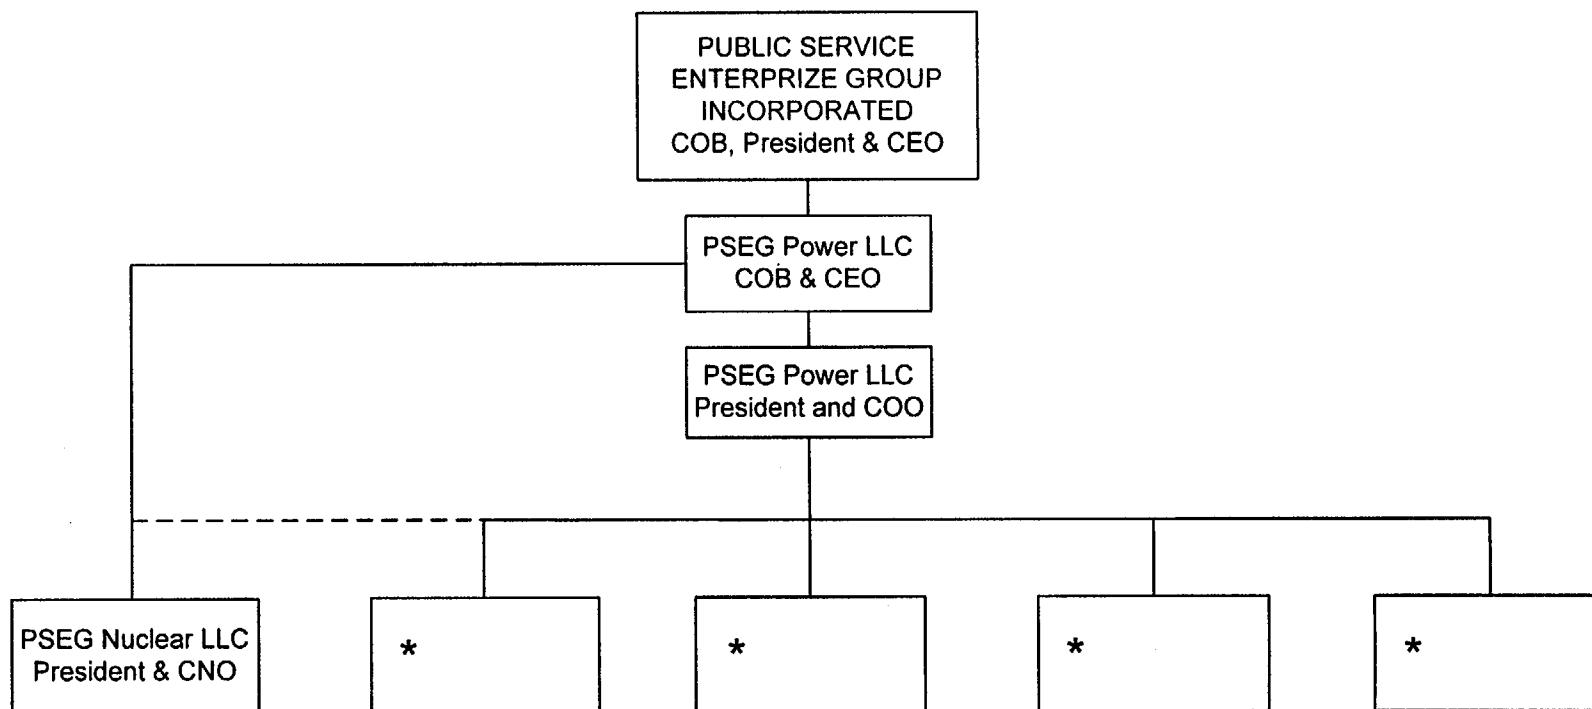 PUBLIC SERVICE
ENTERPRIZE GROUP
INCORPORATED
COB, President & CEO
PSEG Power LLC
COB & CEO
PSEG Power LLC
President and COO
PSEG Nuclear LLC
President & CNO
*
*
*
*